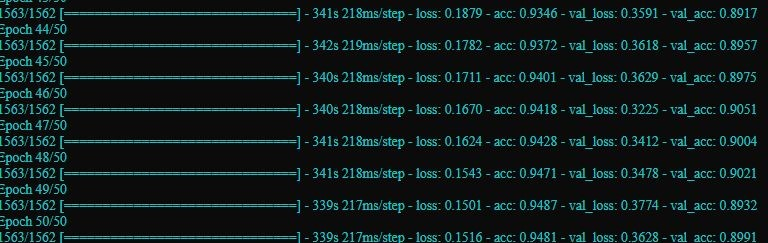 1563/1562 [==============================] - 341s 218ms/step - loss: 0.1879 - acc: 0.9346 - val_loss: 0.3591 - val_acc: 0.8917
Epoch 44/50
1563/1562 [==============================] - 342s 219ms/step - loss: 0.1782 - acc: 0.9372 - val_loss: 0.3618 - val_acc: 0.8957
Epoch 45/50
1563/1562 [==============================] - 340s 218ms/step - loss: 0.1711 - acc: 0.9401 - val_loss: 0.3629 - val_acc: 0.8975
Epoch 46/50
1563/1562 [==============================] - 340s 218ms/step - loss: 0.1670 - acc: 0.9418 - val_loss: 0.3225 - val_acc: 0.9051
Epoch 47/50
1563/1562 [==============================] - 341s 218ms/step - loss: 0.1624 - acc: 0.9428 - val_loss: 0.3412 - val_acc: 0.9004
Epoch 48/50
1563/1562 [==============================] - 341s 218ms/step - loss: 0.1543 - acc: 0.9471 - val_loss: 0.3478 - val_acc: 0.9021
Epoch 49/50
1563/1562 [==============================] - 339s 217ms/step - loss: 0.1501 - acc: 0.9487 - val_loss: 0.3774 - val_acc: 0.8932
Epoch 50/50
1563/1562 [==============================] - 339s 217ms/step - loss: 0.1516 - acc: 0.9481 - val_loss: 0.3628 - val_acc: 0.8991